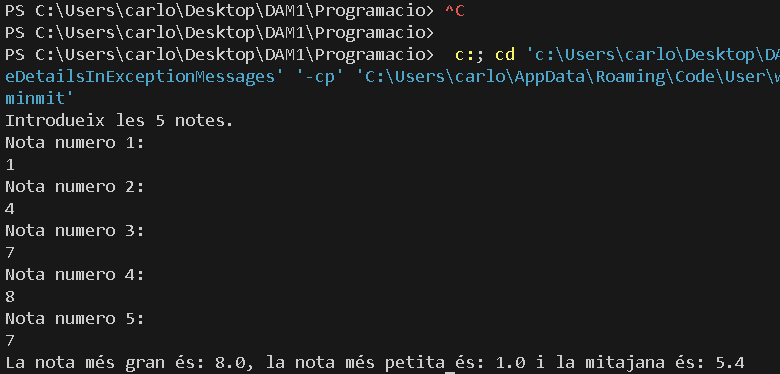 PS C:\Users\carlo\Desktop\DAM1\Programacio> ^C
PS C:\Users\carlo\Desktop\DAM1\Programacio>
PS C:\Users\carlo\Desktop\DAM1\Programacio>  c:; cd 'c:\Users\carlo\Desktop\DA
eDetailsInExceptionMessages' '-cp' 'C:\Users\carlo\AppData\Roaming\Code\User\w
minmit'
Introdueix les 5 notes.
Nota numero 1:
1
Nota numero 2:
4
Nota numero 3:
7
Nota numero 4:
8
Nota numero 5:
7
La nota més gran és: 8.0, la nota més petita és: 1.0 i la mitajana és: 5.4